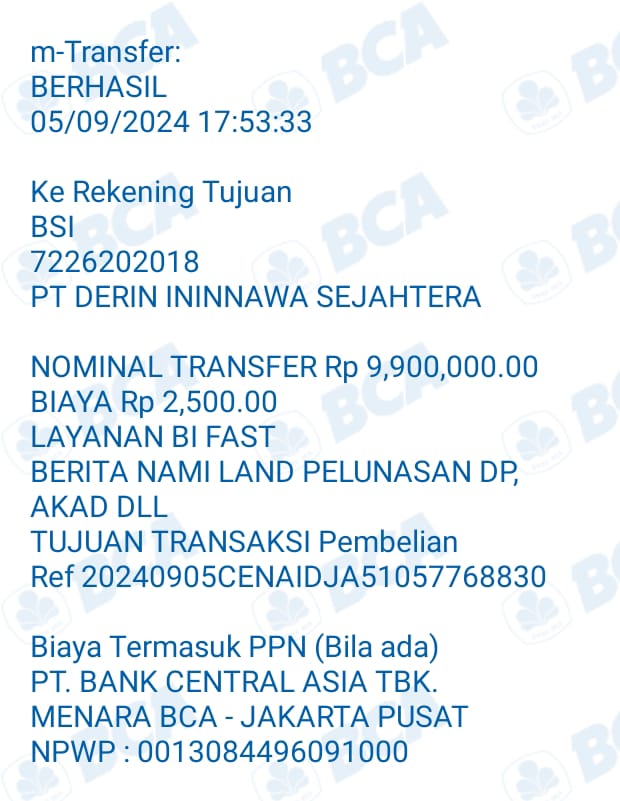 m-Transfer:
BERHASIL
05/09/2024 17:53:33
Ke Rekening Tujuan
BSI
7226202018
PT DERIN ININNAWA SEJAHTERA
NOMINAL TRANSFER Rp 9,900,000.00
BIAYA Rp 2,500.00
LAYANAN BI FAST
BERITA NAMI LAND PELUNASAN DP,
AKAD DLL
TUJUAN TRANSAKSI Pembelian
Ref 20240905CENAIDJA51057768830
Biaya Termasuk PPN (Bila ada)
PT. BANK CENTRAL ASIA TBK.
MENARA BCA - JAKARTA PUSAT
NPWP : 0013084496091000